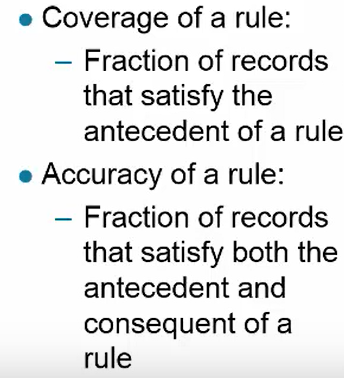 ● Coverage of a rule:
– Fraction of records
that satisfy the
antecedent of a rule
● Accuracy of a rule:
– Fraction of records
that satisfy both the
antecedent and
consequent of a
rule